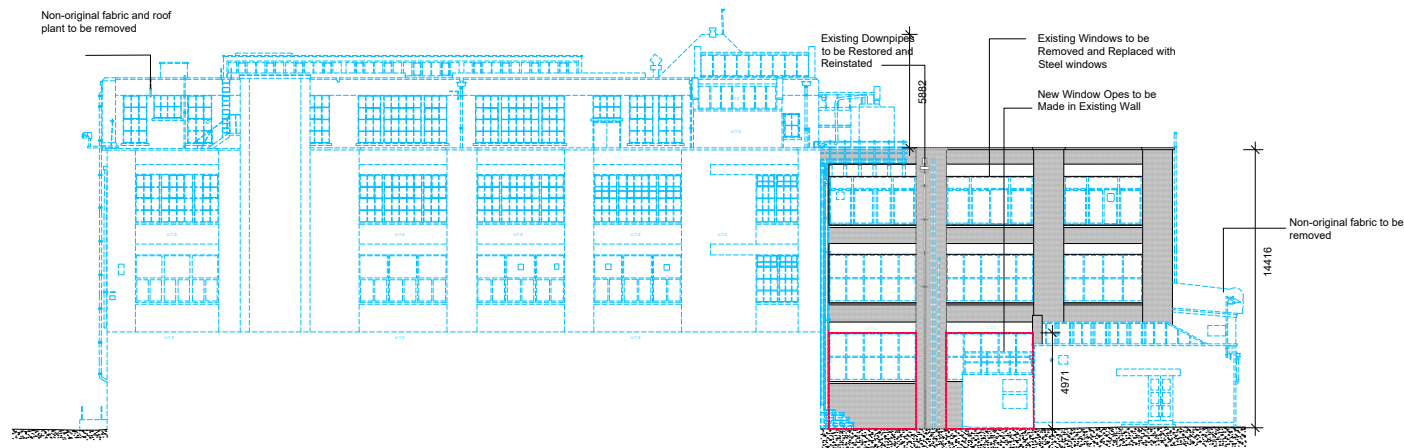 Non-original fabric and roof
plant to be removed
Existing Downpipes
to be Restored and
Reinstated
5882
Existing Windows to be
Removed and Replaced with
Steel windows
New Window Opes to be
Made in Existing Wall
Non-original fabric to be
removed
14416
4971